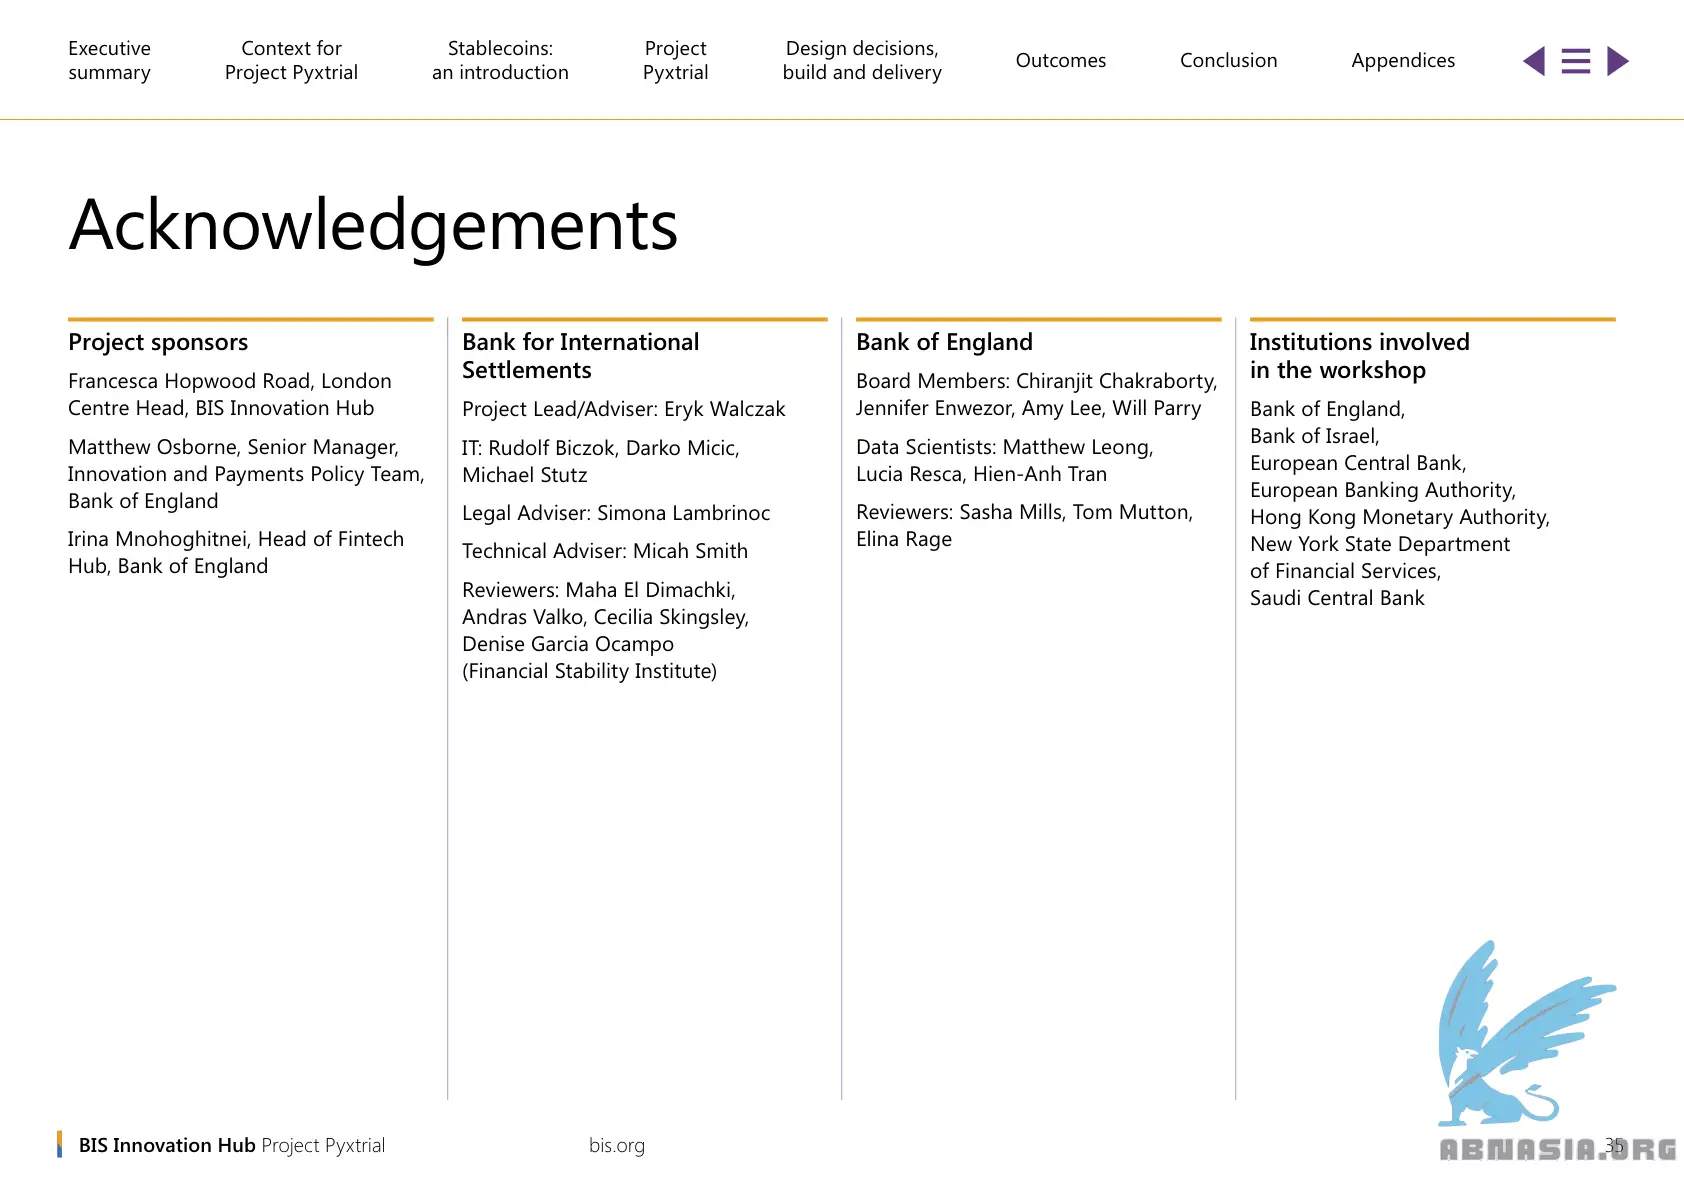 Executive
summary
Context for
Project Pyxtrial
Stablecoins:
an introduction
Project
Pyxtrial
Design decisions,
build and delivery
Outcomes
Conclusion
Appendices
Acknowledgements
Project sponsors
Francesca Hopwood Road, London
Centre Head, BIS Innovation Hub
Matthew Osborne, Senior Manager,
Innovation and Payments Policy Team,
Bank of England
Irina Mnohoghitnei, Head of Fintech
Hub, Bank of England
Bank for International
Settlements
Project Lead/Adviser: Eryk Walczak
IT: Rudolf Biczok, Darko Micic,
Michael Stutz
Legal Adviser: Simona Lambrinoc
Technical Adviser: Micah Smith
Reviewers: Maha El Dimachki,
Andras Valko, Cecilia Skingsley,
Denise Garcia Ocampo
(Financial Stability Institute)
Bank of England
Board Members: Chiranjit Chakraborty,
Jennifer Enwezor, Amy Lee, Will Parry
Data Scientists: Matthew Leong,
Lucia Resca, Hien-Anh Tran
Reviewers: Sasha Mills, Tom Mutton,
Elina Rage
Institutions involved
in the workshop
Bank of England,
Bank of Israel,
European Central Bank,
European Banking Authority,
Hong Kong Monetary Authority,
New York State Department
of Financial Services,
Saudi Central Bank
BIS Innovation Hub Project Pyxtrial
bis.org
35
ABNASIA.ORG